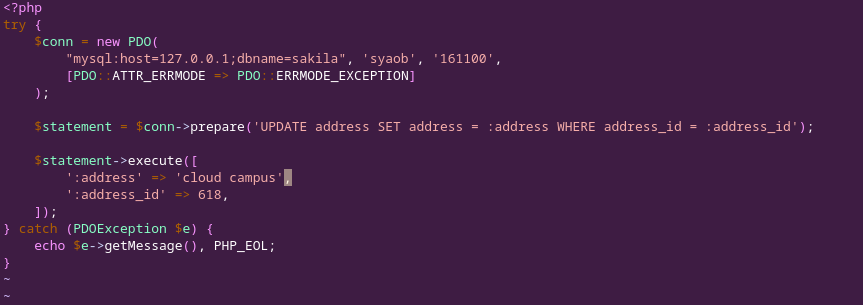 <?php
try {
    $conn = new PDO(
        "mysql:host=127.0.0.1;dbname=sakila", 'syaob', '161100',
        [PDO::ATTR_ERRMODE => PDO::ERRMODE_EXCEPTION]
    );

    $statement = $conn->prepare('UPDATE address SET address = :address WHERE address_id = :address_id');

    $statement->execute([
        ':address' => 'cloud campus',
        ':address_id' => 618,
    ]);
} catch (PDOException $e) {
    echo $e->getMessage(), PHP_EOL;
}
~
~